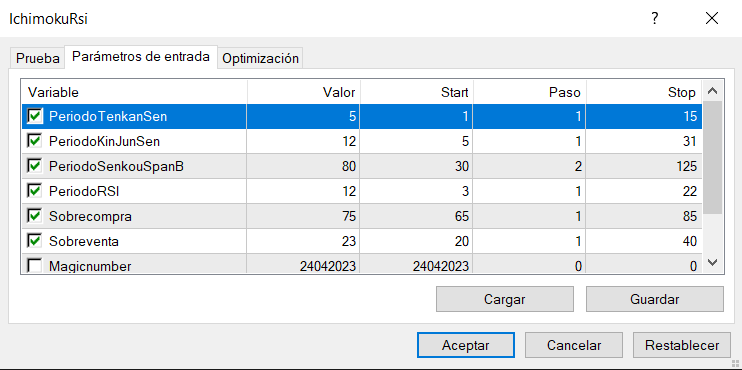 IchimokuRsi ?
Prueba Parámetros de entrada Optimización
Variable Valor Start Paso Stop
PeriodoTenkanSen 5 1 1 15
PeriodoKinJunSen 12 5 1 31
PeriodoSenkouSpanB 80 30 2 125
PeriodoRSI 12 3 1 22
Sobrecompra 75 65 1 85
Sobreventa 23 20 1 40
Magicnumber 24042023 24042023 0 0
Cargar Guardar
Aceptar Cancelar Restablecer